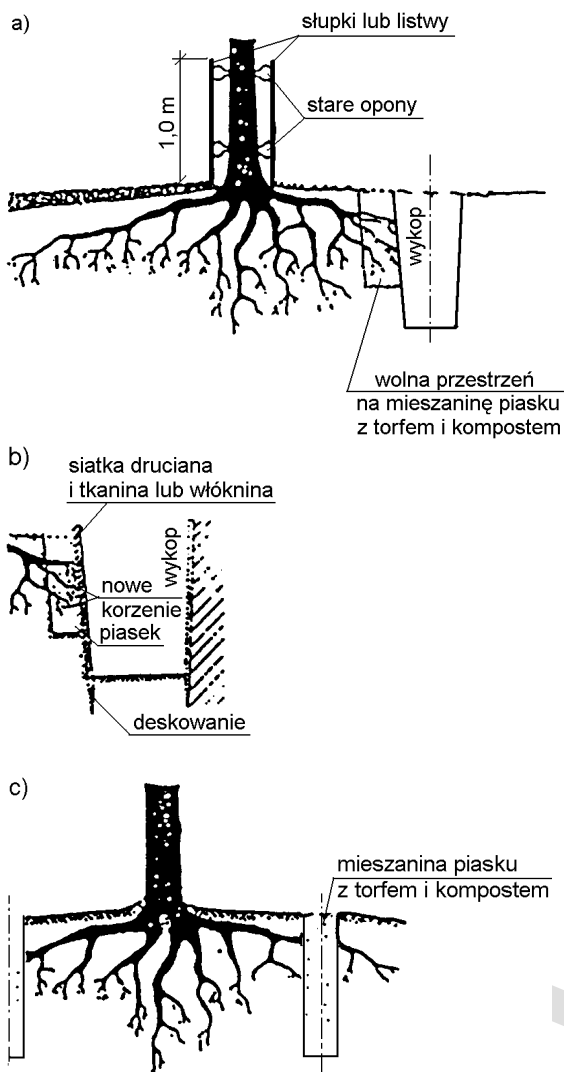 a)
słupki lub listwy
stare opony
1,0 m
wykop
wolna przestrzeń
na mieszaninę piasku
z torfem i kompostem
b)
siatka druciana
i tkanina lub włóknina
wykop
nowe
korzenie
piasek
deskowanie
c)
mieszanina piasku
z torfem i kompostem